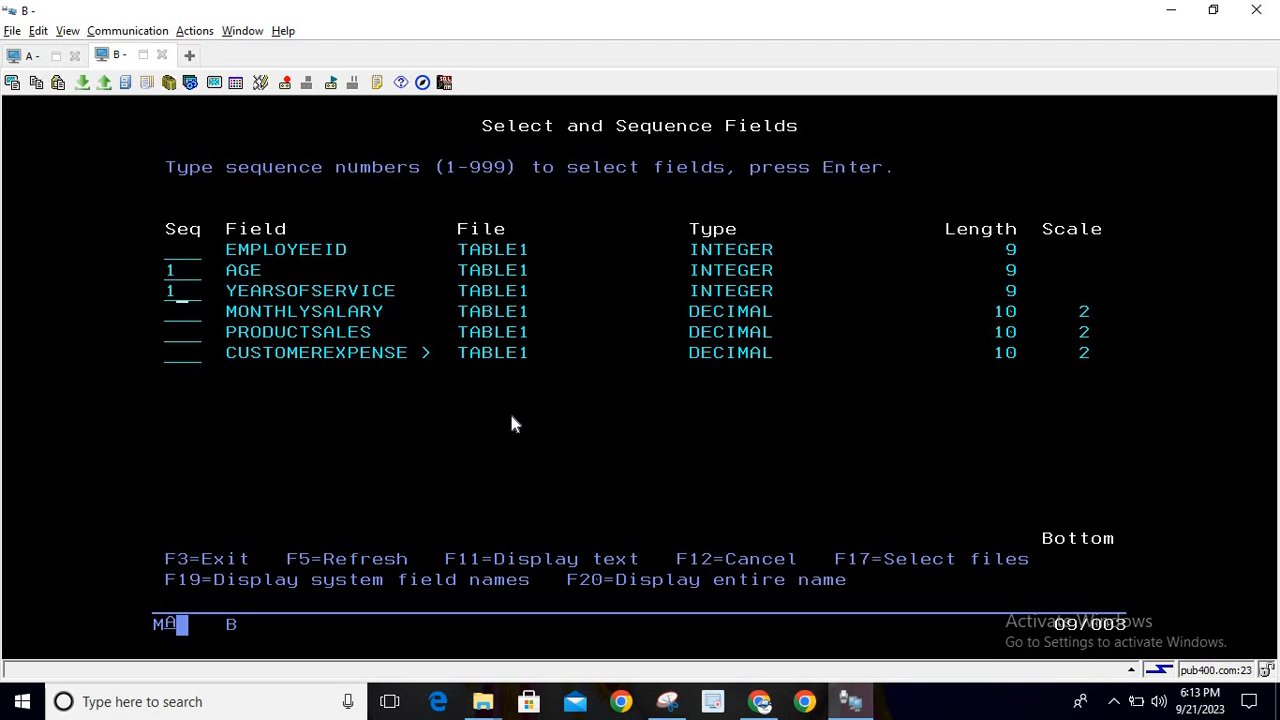 B -
File Edit View Communication Actions Window Help
A - B -
Select and Sequence Fields
Type sequence numbers (1-999) to select fields, press Enter.
Seq Field File Type Length Scale
EMPLOYEEID TABLE1 INTEGER 9
1 AGE TABLE1 INTEGER 9
1 YEARSOFSERVICE TABLE1 INTEGER 9
MONTHLYSALARY TABLE1 DECIMAL 10 2
PRODUCTSALES TABLE1 DECIMAL 10 2
CUSTOMEREXPENSE > TABLE1 DECIMAL 10 2
Bottom
F3=Exit F5=Refresh F11=Display text F12=Cancel F17=Select files
F19=Display system field names F20=Display entire name
MA B 09/003
Activate Windows
Go to Settings to activate Windows.
pub400.com:23
Type here to search
6:13 PM
9/21/2023